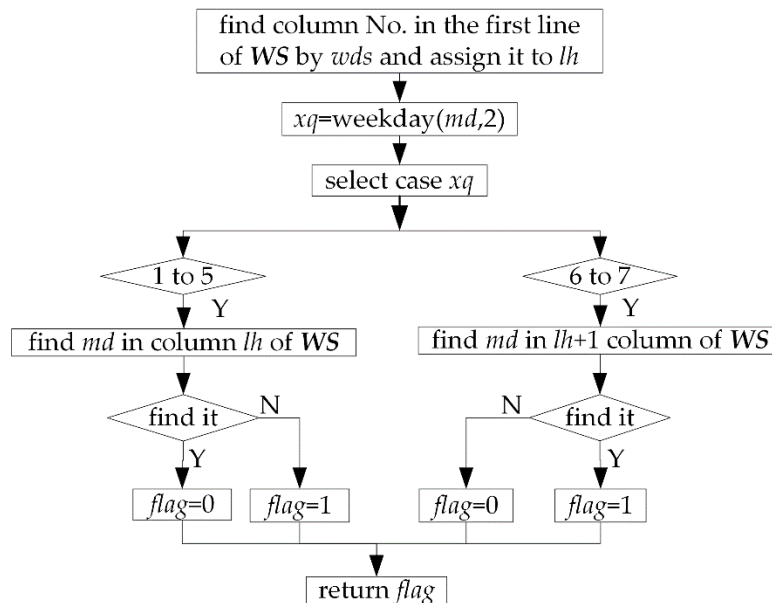 find column No. in the first line
of WS by wds and assign it to lh
xq=weekday(md,2)
select case xq
1 to 5
6 to 7
Y
Y
find md in column lh of WS
find md in lh+1 column of WS
find it
N
N
find it
Y
Y
flag=0
flag=1
flag=0
flag=1
return flag